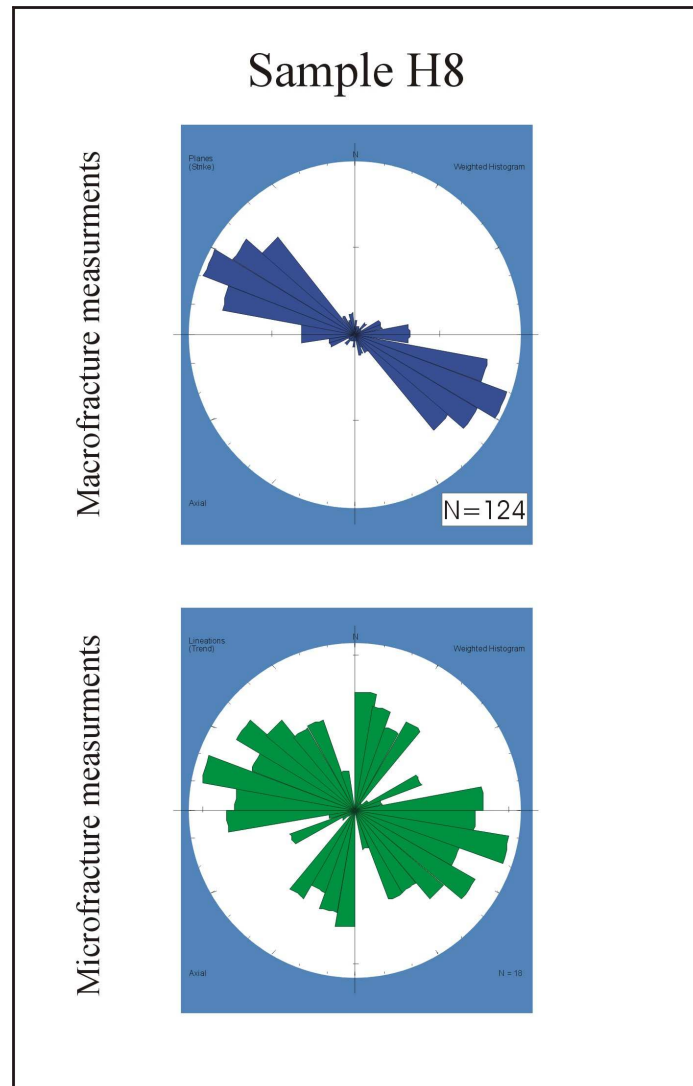 Sample H8
Macrofracture measurments
Planes
(Strike)
N
Weighted Histogram
Axial
N=124
Microfracture measurments
Lineations
(Trend)
N
Weighted Histogram
Axial
N = 18